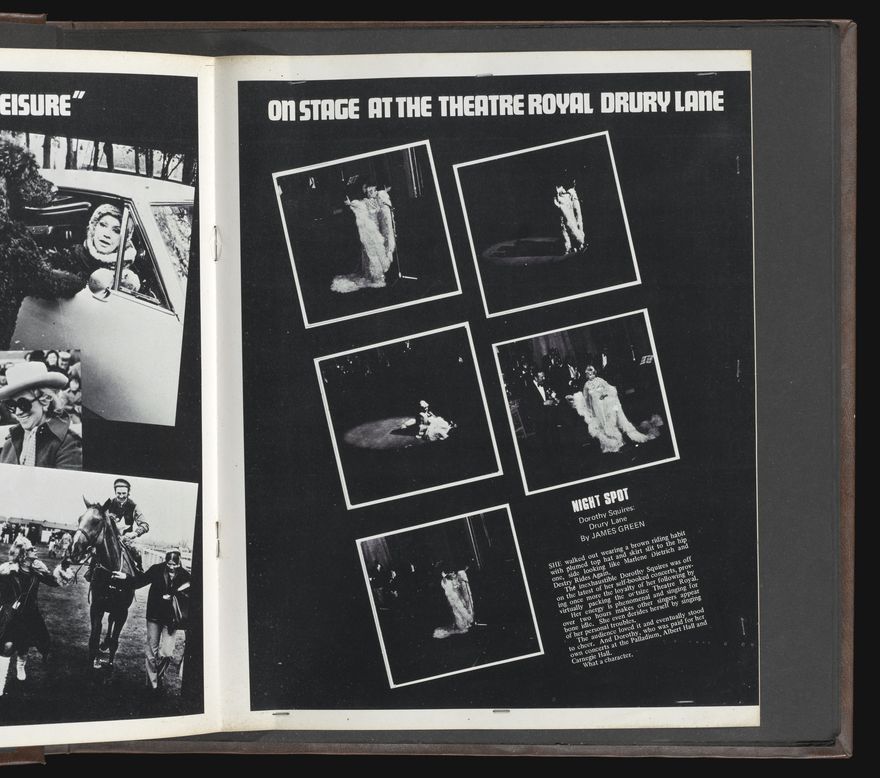 EISURE"
ON STAGE AT THE THEATRE ROYAL DRURY LANE
NIGHT SPOT
Dorothy Squires:
Drury Lane
By JAMES GREEN
SHE walked out wearing a brown riding habit
with plumed top hat and skirt slit to the hip
one side looking like Marlene Dietrich and
Destry Rides Again.
The inexhaustible Dorothy Squires was off
on the latest of her self-booked concerts, prov-
ing once more the loyalty of her following by
virtually packing the outsize Theatre Royal.
Her energy is phenomenal and singing for
over two hours makes other singers appear
bone idle. She even derides herself by singing
of her personal troubles.
The audience loved it and eventually stood
to cheer. And Dorothy, who was paid for her
own concerts at the Palladium, Albert Hall and
Carnegie Hall.
What a character.